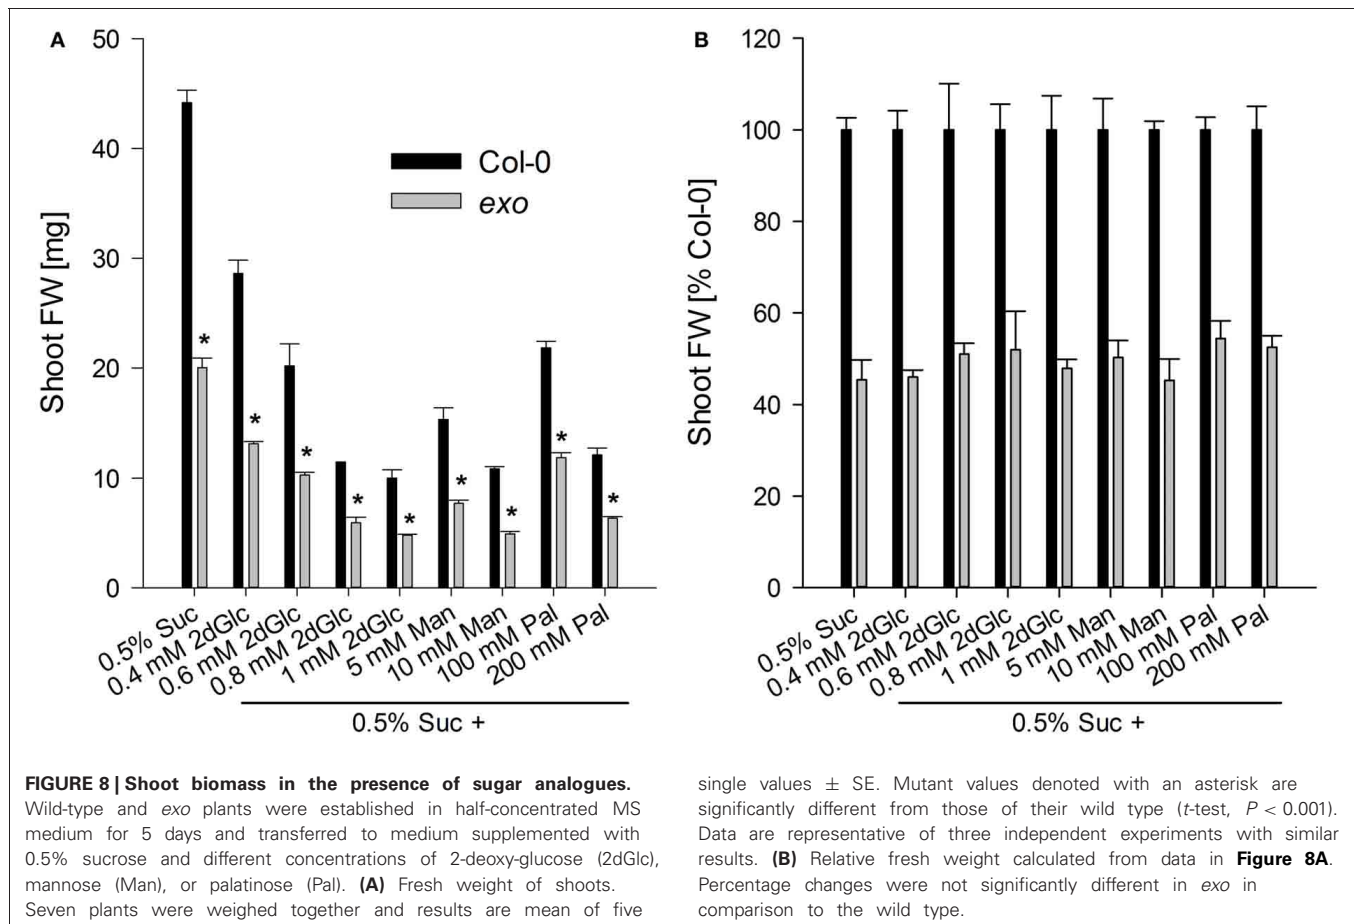 A
50
40
30
20
10
0
Shoot FW [mg]
Col-0
exo
*
*
*
*
*
*
*
*
*
0.5% Suc
0.4 mM 2dGlc
0.6 mM 2dGlc
0.8 mM 2dGlc
1 mM 2dGlc
5 mM Man
10 mM Man
100 mM Pal
200 mM Pal
0.5% Suc +
B
120
100
80
60
40
20
0
Shoot FW [% Col-0]
0.5% Suc
0.4 mM 2dGlc
0.6 mM 2dGlc
0.8 mM 2dGlc
1 mM 2dGlc
5 mM Man
10 mM Man
100 mM Pal
200 mM Pal
0.5% Suc +
FIGURE 8 | Shoot biomass in the presence of sugar analogues.
Wild-type and exo plants were established in half-concentrated MS
medium for 5 days and transferred to medium supplemented with
0.5% sucrose and different concentrations of 2-deoxy-glucose (2dGlc),
mannose (Man), or palatinose (Pal). (A) Fresh weight of shoots.
Seven plants were weighed together and results are mean of five
single values ± SE. Mutant values denoted with an asterisk are
significantly different from those of their wild type (t-test, P < 0.001).
Data are representative of three independent experiments with similar
results. (B) Relative fresh weight calculated from data in Figure 8A.
Percentage changes were not significantly different in exo in
comparison to the wild type.